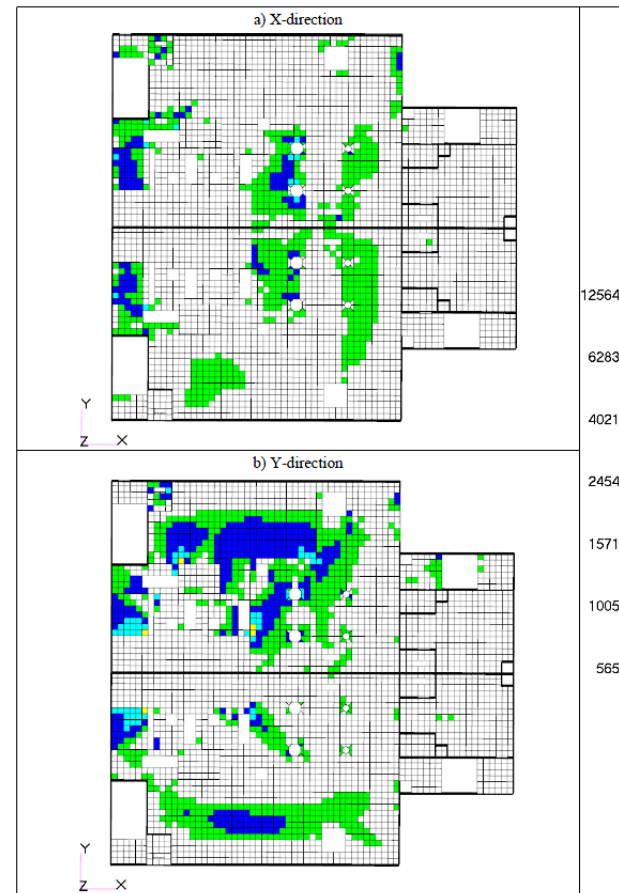 a) X-direction
12564
6283
Y
4021
Z X
b) Y-direction
2454
1571
1005
565
Y
Z X